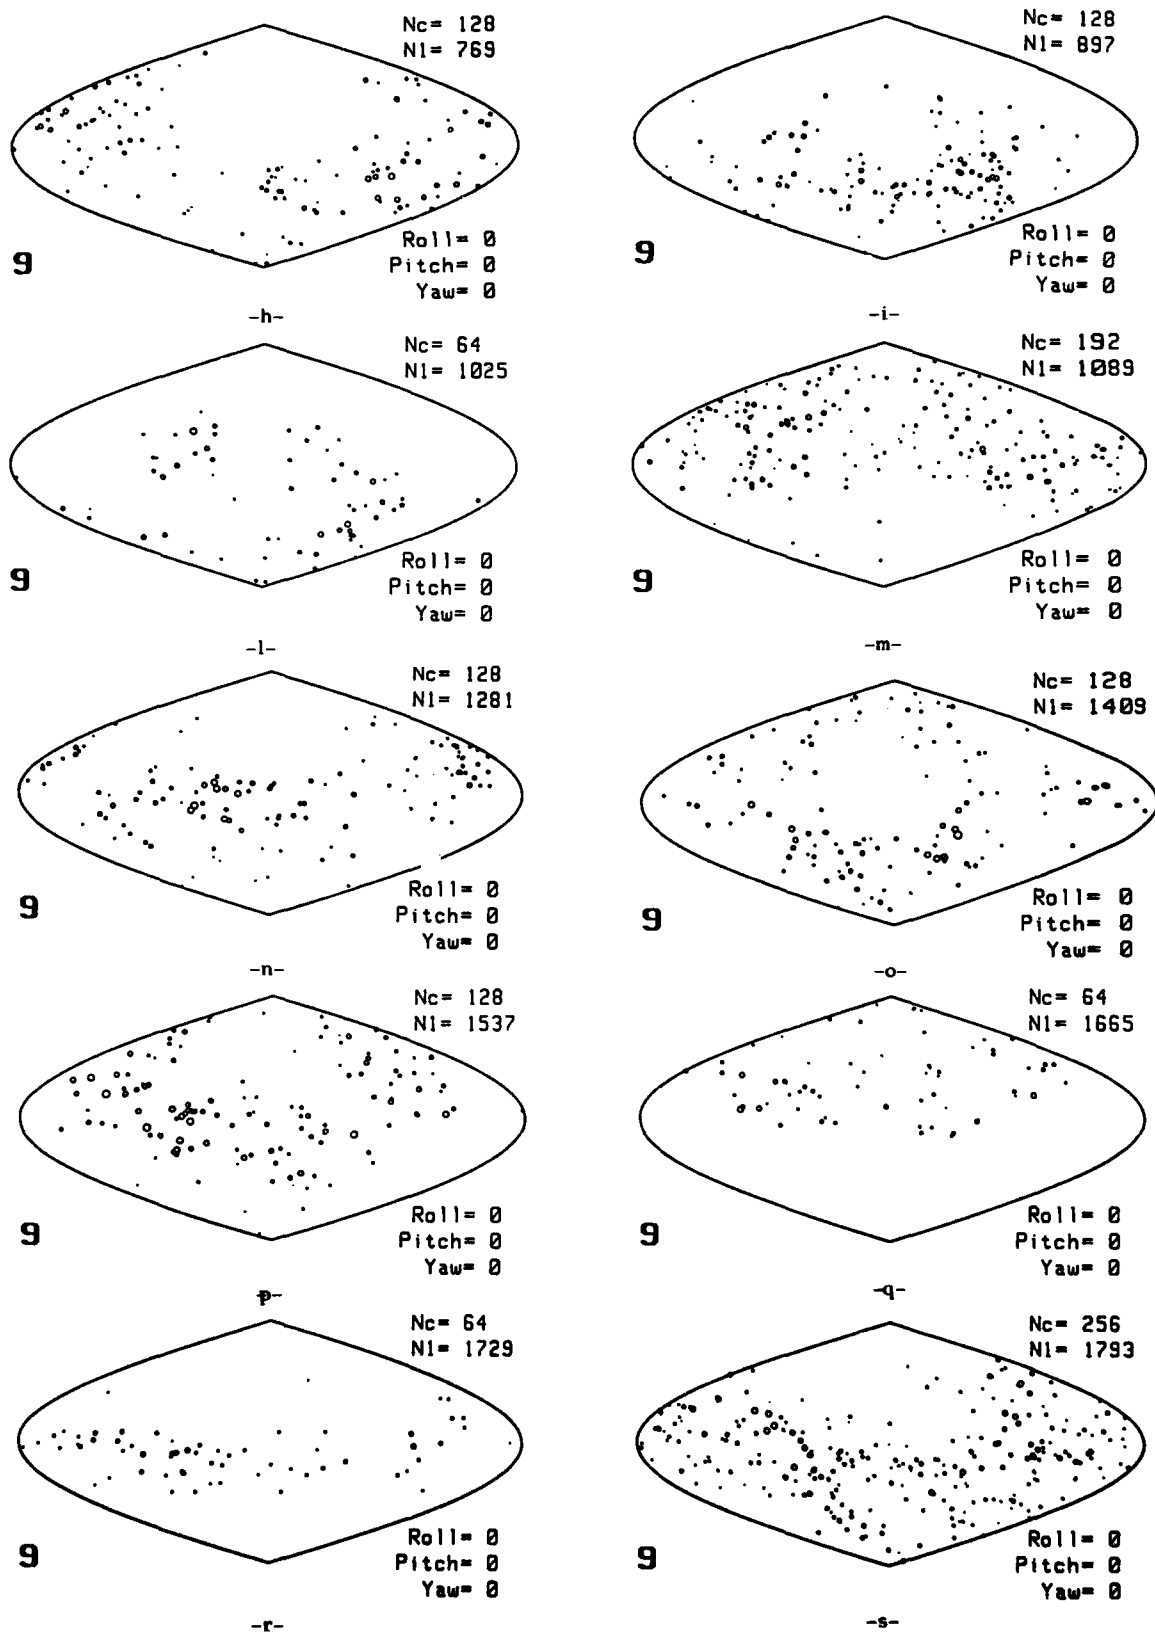 Nc= 128
N1= 769
9
Roll= 0
Pitch= 0
Yaw= 0
-h-
Nc= 128
N1= 897
9
Roll= 0
Pitch= 0
Yaw= 0
-i-
Nc= 64
N1= 1025
9
Roll= 0
Pitch= 0
Yaw= 0
-l-
Nc= 192
N1= 1089
9
Roll= 0
Pitch= 0
Yaw= 0
-m-
Nc= 128
N1= 1281
9
Roll= 0
Pitch= 0
Yaw= 0
-n-
Nc= 128
N1= 1409
9
Roll= 0
Pitch= 0
Yaw= 0
-o-
Nc= 128
N1= 1537
9
Roll= 0
Pitch= 0
Yaw= 0
-p-
Nc= 64
N1= 1665
9
Roll= 0
Pitch= 0
Yaw= 0
-q-
Nc= 64
N1= 1729
9
Roll= 0
Pitch= 0
Yaw= 0
-r-
Nc= 256
N1= 1793
9
Roll= 0
Pitch= 0
Yaw= 0
-s-